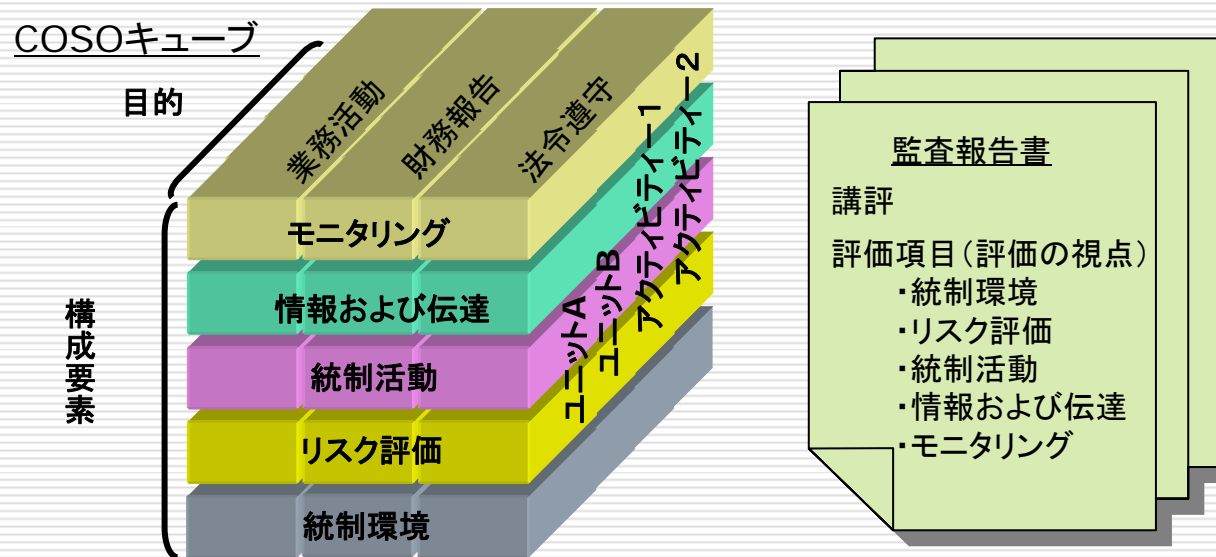 COSOキューブ
目的
業務活動
財務報告
法令遵守
構成要素
モニタリング
情報および伝達
統制活動
リスク評価
統制環境
ユニットA
ユニットB
アクティビティー1
アクティビティー2
監査報告書
講評
評価項目(評価の視点)
・統制環境
・リスク評価
・統制活動
・情報および伝達
・モニタリング